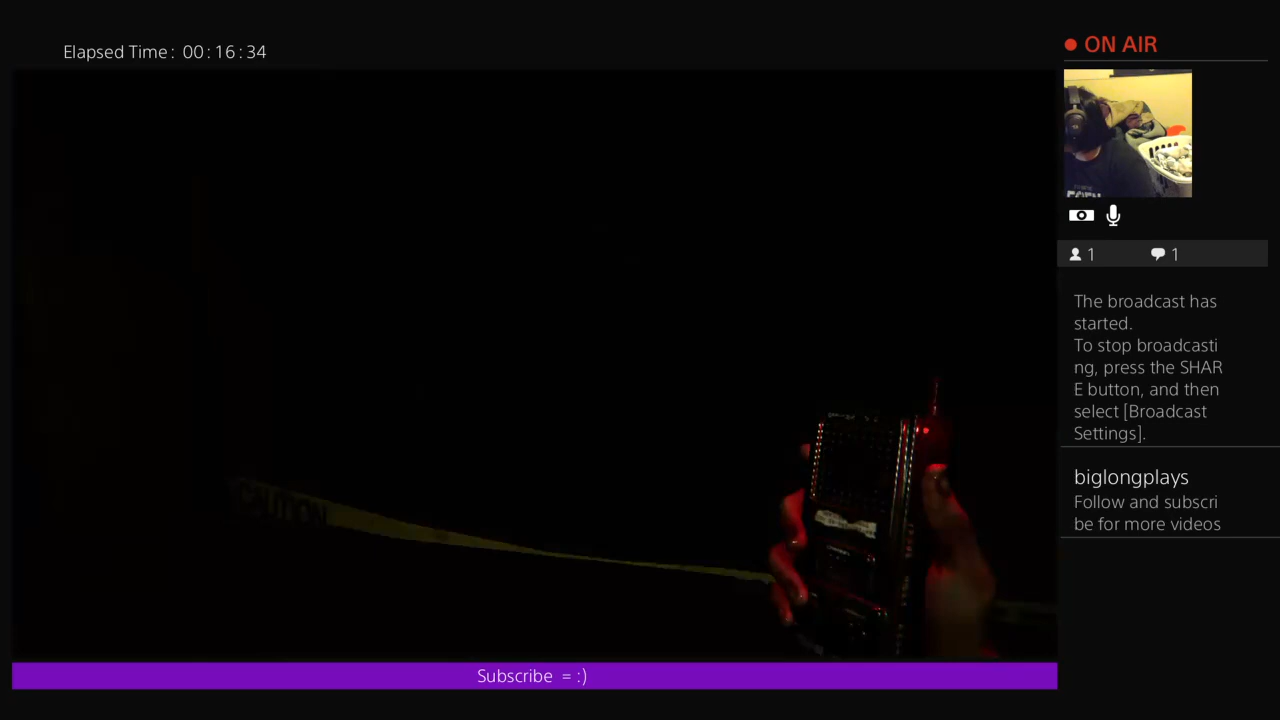 Elapsed Time: 00:16:34
ON AIR
1 1
The broadcast has
started.
To stop broadcasti
ng, press the SHAR
E button, and then
select [Broadcast
Settings].
biglongplays
Follow and subscri
be for more videos
CAUTION
Subscribe = :)